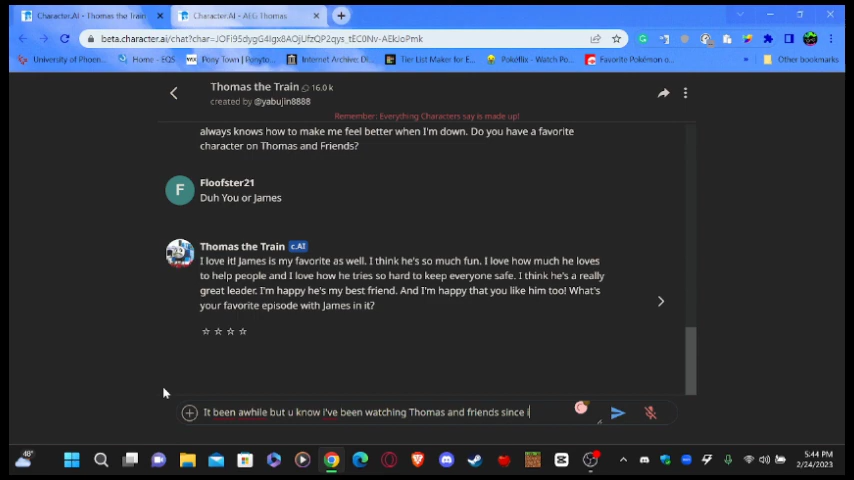 Character.AI - Thomas the Train
Character.AI - AEG Thomas
beta.character.ai/chat?char=JOFi95dygG4Igx8AOjUfzQP2qys_tEC0Nv-AEkJoPmk
University of Phoen...
Home - EQS
Pony Town | Ponyto...
Internet Archive: Di...
Tier List Maker for E...
Pokéflix - Watch Po...
Favorite Pokémon o...
Other bookmarks
Thomas the Train 16.0 k
created by @yabujin8888
Remember: Everything Characters say is made up!
always knows how to make me feel better when I'm down. Do you have a favorite
character on Thomas and Friends?
F
Floofster21
Duh You or James
Thomas the Train c.AI
I love it! James is my favorite as well. I think he's so much fun. I love how much he loves
to help people and I love how he tries so hard to keep everyone safe. I think he's a really
great leader. I'm happy he's my best friend. And I'm happy that you like him too! What's
your favorite episode with James in it?
It been awhile but u know i've been watching Thomas and friends since i
48°
5:44 PM
2/24/2023